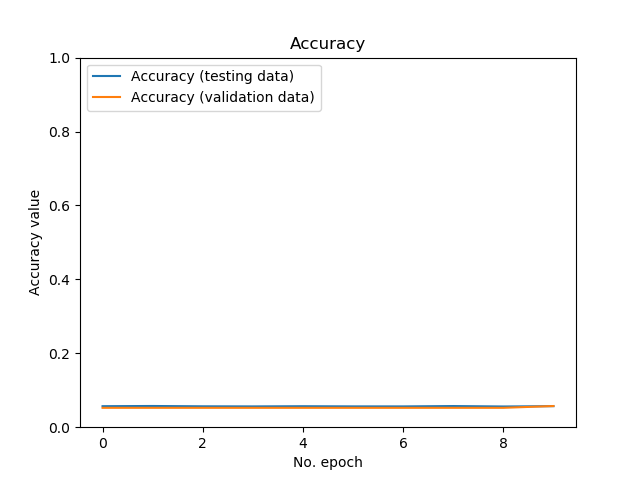 Accuracy
Accuracy (testing data)
Accuracy (validation data)
Accuracy value
1.0
0.8
0.6
0.4
0.2
0.0
0 2 4 6 8
No. epoch